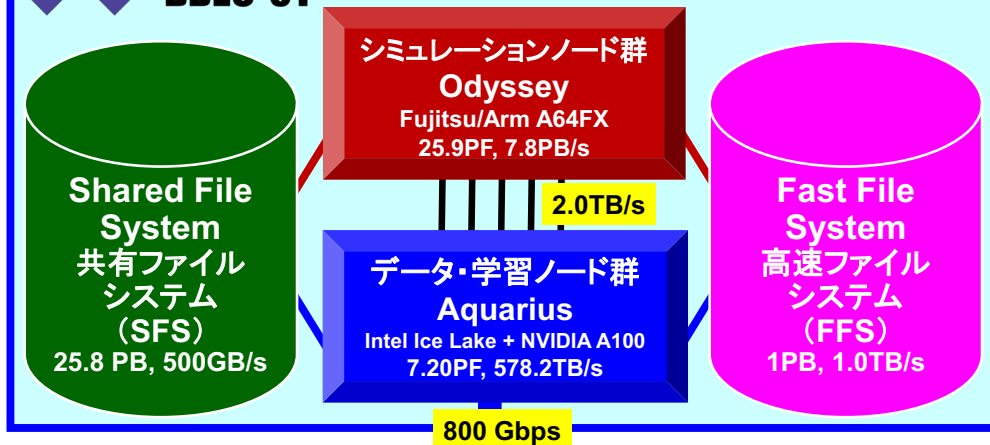 シミュレーションノード群
Odyssey
Fujitsu/Arm A64FX
25.9PF, 7.8PB/s
Shared File
System
共有ファイル
システム
（SFS）
25.8 PB, 500GB/s
2.0TB/s
データ・学習ノード群
Aquarius
Intel Ice Lake + NVIDIA A100
7.20PF, 578.2TB/s
Fast File
System
高速ファイル
システム
（FFS）
1PB, 1.0TB/s
800 Gbps